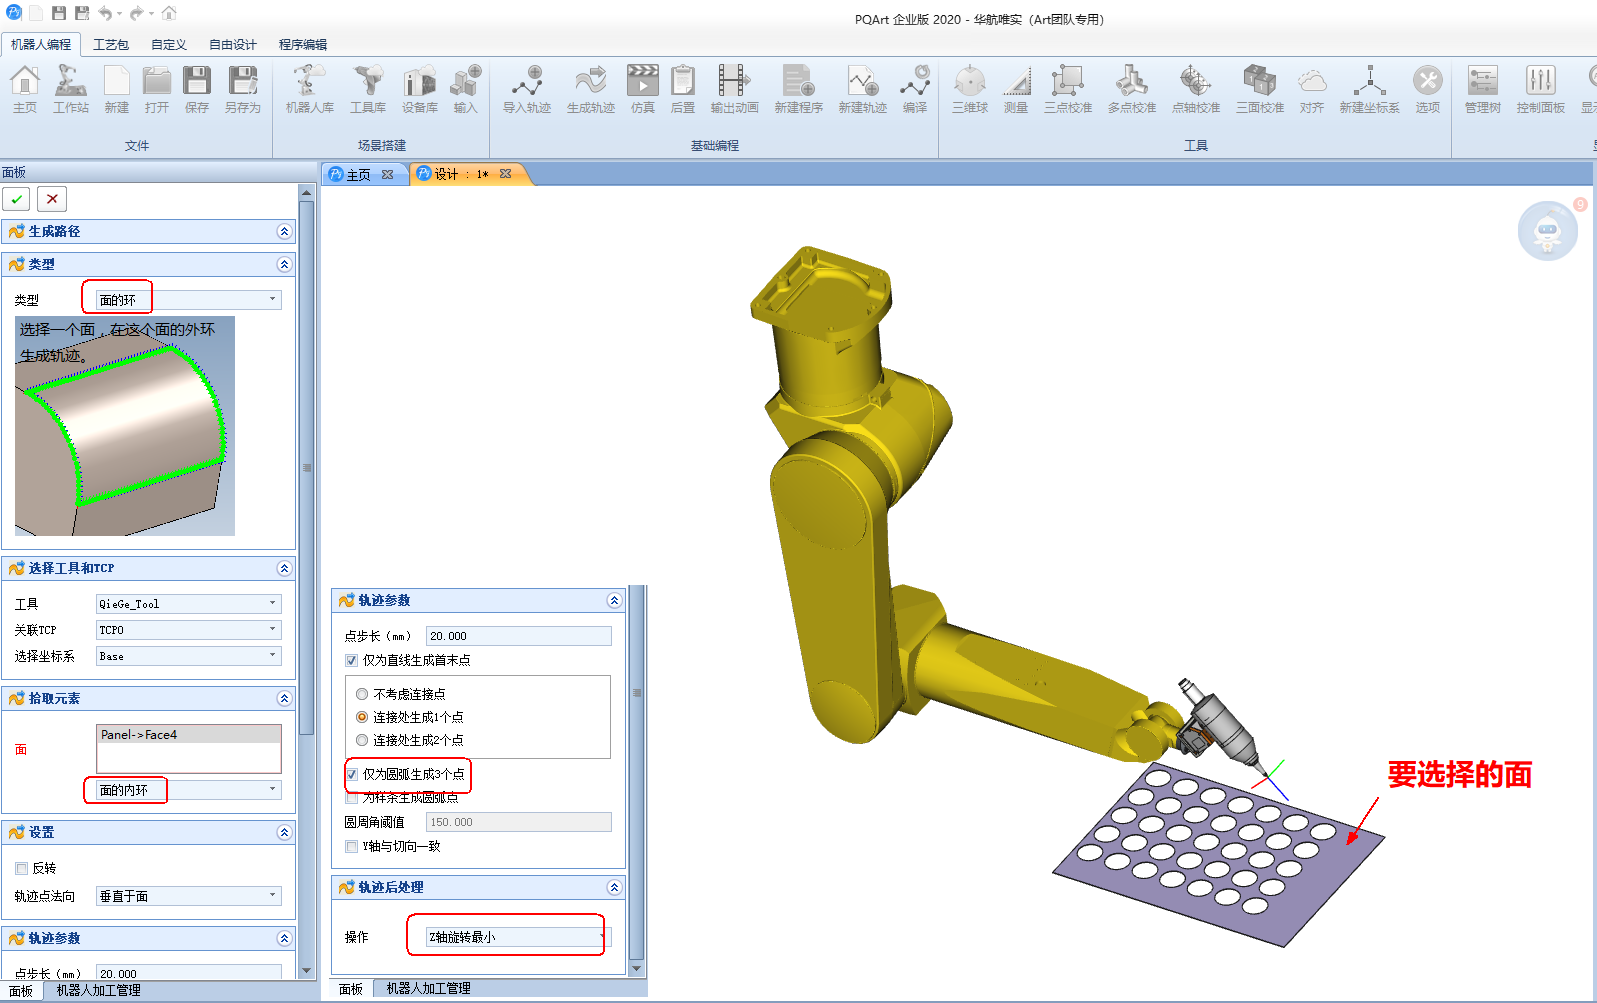 PQArt 企业版 2020 - 华航唯实（Art团队专用）
机器人编程 工艺包 自定义 自由设计 程序编辑
主页 工作站 新建 打开 保存 另存为 机器人库 工具库 设备库 输入 导入轨迹 生成轨迹 仿真 后置 输出动画 新建程序 新建轨迹 编译 三维球 测量 三点校准 多点校准 点轴校准 三面校准 对齐 新建坐标系 选项 管理树 控制面板
文件 场景搭建 基础编程 工具
面板
主页 设计 : 1*
9
生成路径
类型
类型 面的环
选择一个面，在这个面的外环
生成轨迹。
选择工具和TCP
工具 QieGe_Tool
关联TCP TCP0
选择坐标系 Base
拾取元素
面 Panel->Face4
面的内环
设置
反转
轨迹点法向 垂直于面
轨迹参数
点步长（mm） 20.000
面板 机器人加工管理
轨迹参数
点步长（mm） 20.000
仅为直线生成首末点
不考虑连接点
连接处生成1个点
连接处生成2个点
仅为圆弧生成3个点
为样条生成圆弧点
圆周角阈值 150.000
Y轴与切向一致
轨迹后处理
操作 Z轴旋转最小
面板 机器人加工管理
要选择的面